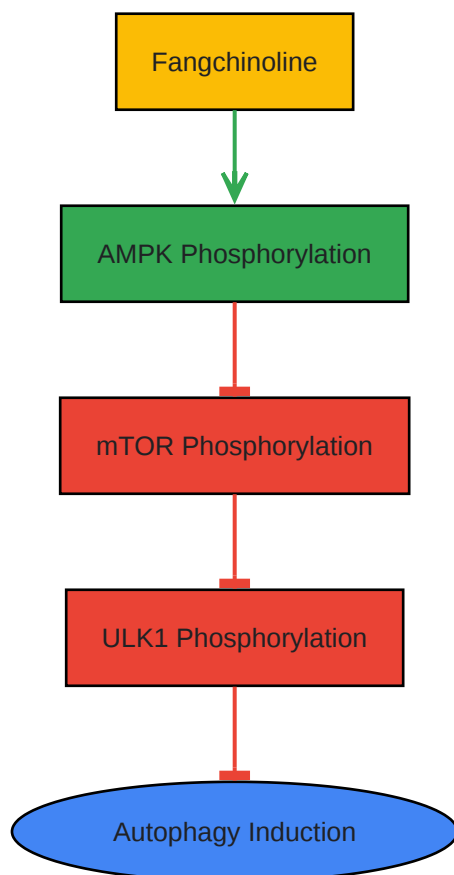 Fangchinoline
AMPK Phosphorylation
mTOR Phosphorylation
ULK1 Phosphorylation
Autophagy Induction